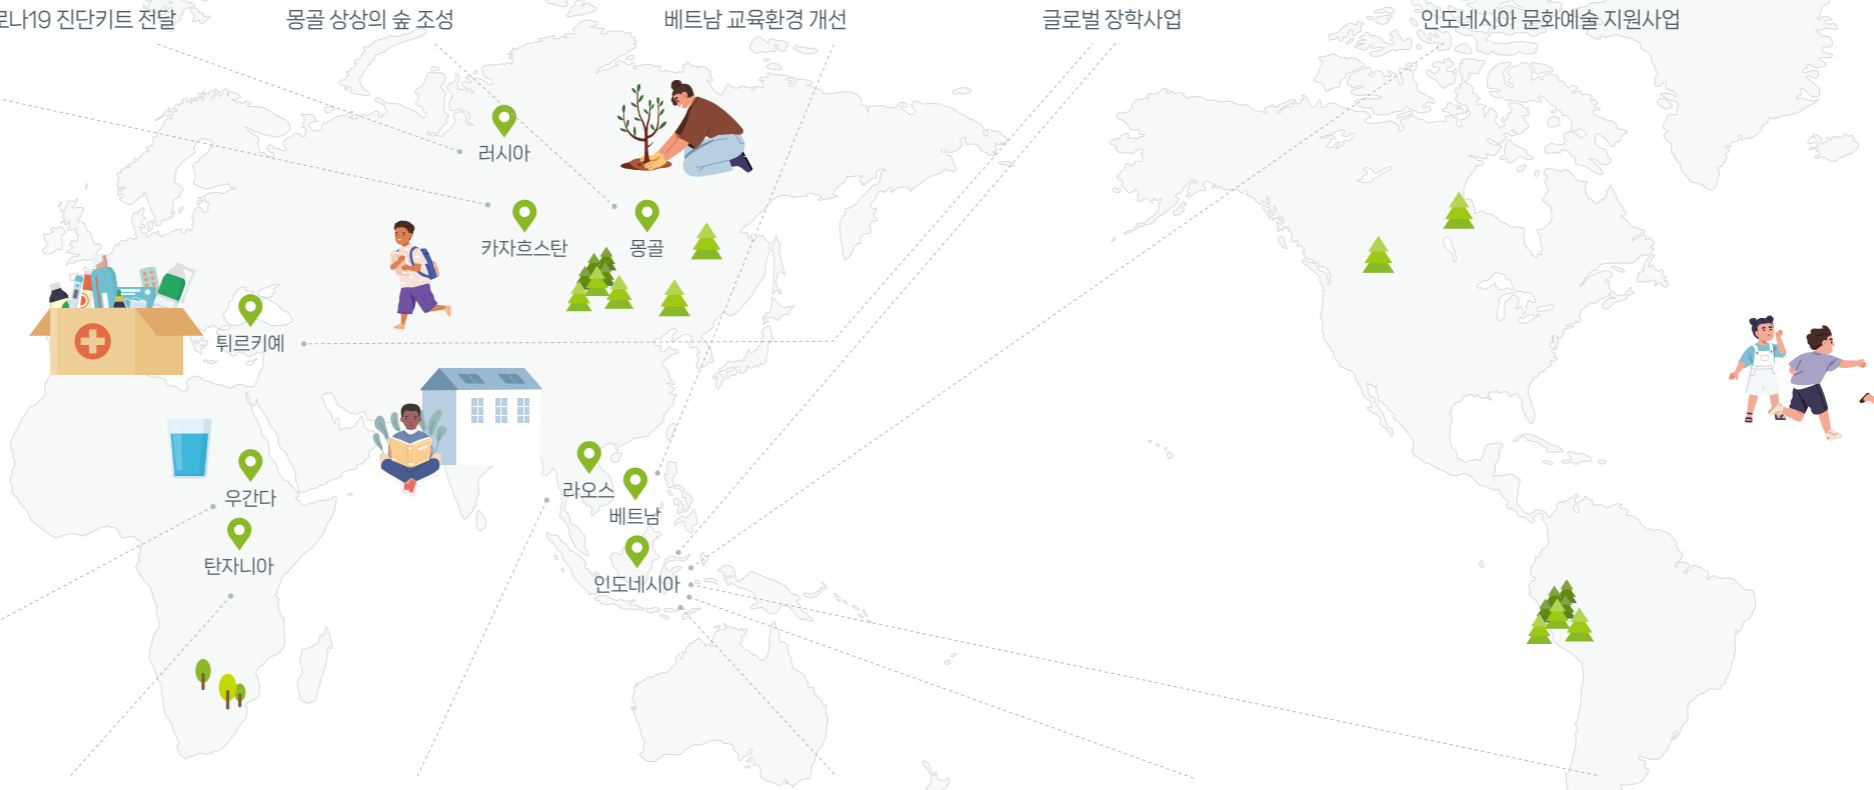 로나19 진단키트 전달
몽골 상상의 숲 조성
베트남 교육환경 개선
글로벌 장학사업
인도네시아 문화예술 지원사업
러시아
카자흐스탄
몽골
튀르키예
우간다
탄자니아
라오스
베트남
인도네시아